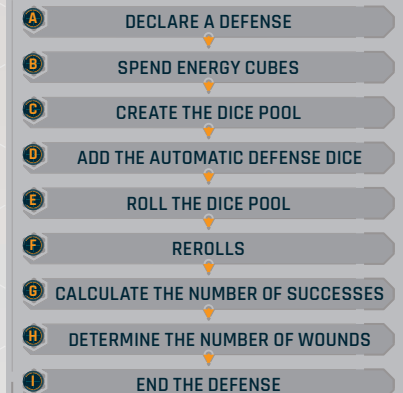 A DECLARE A DEFENSE
B SPEND ENERGY CUBES
C CREATE THE DICE POOL
D ADD THE AUTOMATIC DEFENSE DICE
E ROLL THE DICE POOL
F REROLLS
G CALCULATE THE NUMBER OF SUCCESSES
H DETERMINE THE NUMBER OF WOUNDS
I END THE DEFENSE